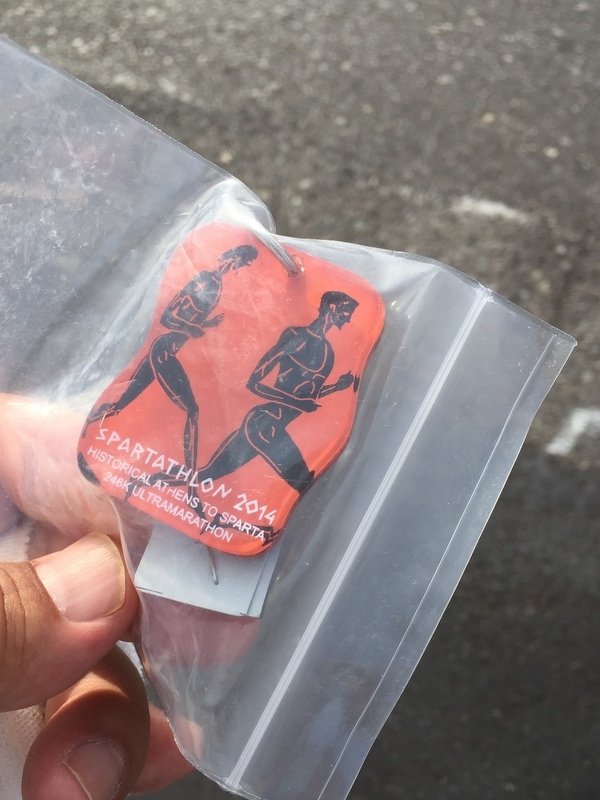 SPARTATHLON 2014
HISTORICAL ATHENS TO SPARTA
246K ULTRAMARATHON